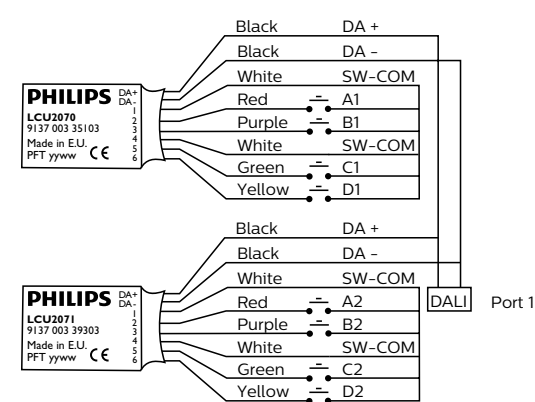 Black DA +
Black DA -
White SW-COM
Red A1
Purple B1
White SW-COM
Green C1
Yellow D1
PHILIPS
LCU2070
9137 003 35103
Made in E.U.
PFT yyww CE
DA+
DA-
1
2
3
4
5
6
Black DA +
Black DA -
White SW-COM
Red A2
Purple B2
White SW-COM
Green C2
Yellow D2
PHILIPS
LCU2071
9137 003 39303
Made in E.U.
PFT yyww CE
DA+
DA-
1
2
3
4
5
6
DALI Port 1